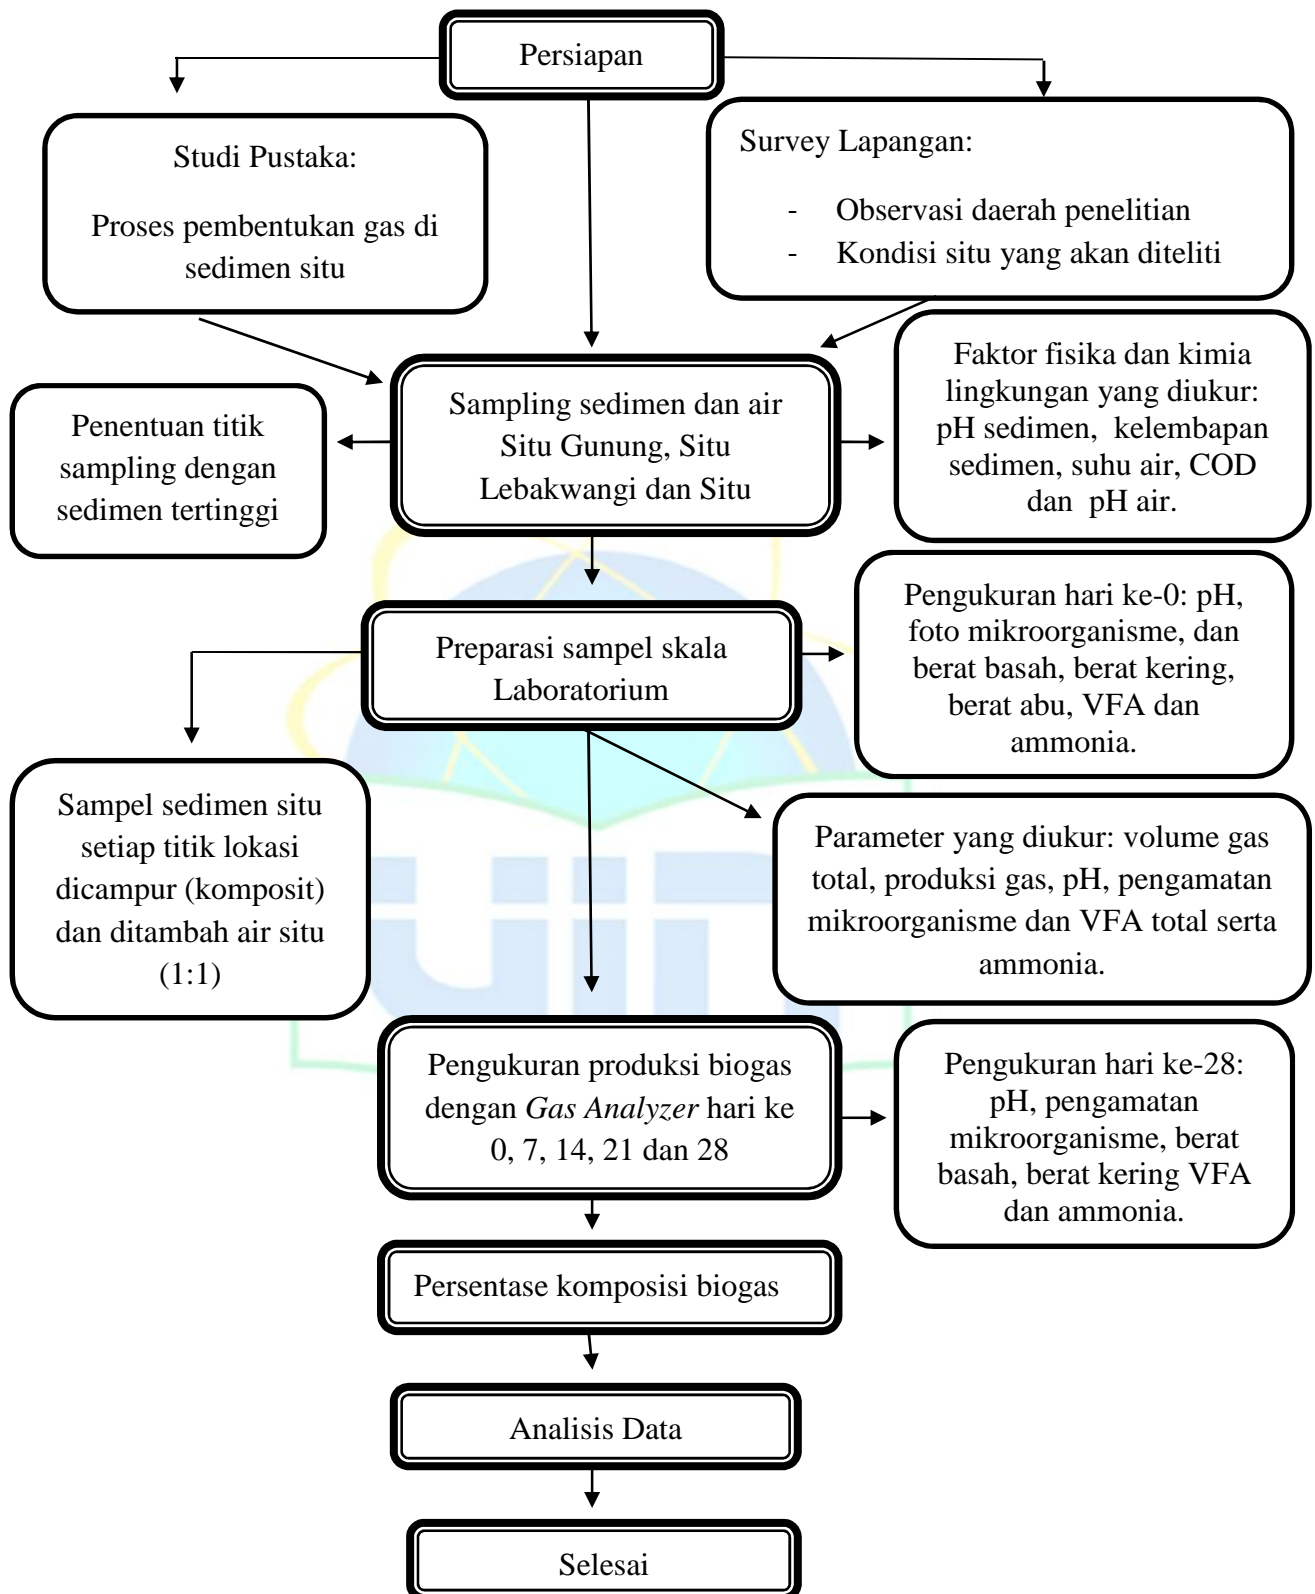 Persiapan
Studi Pustaka:
Proses pembentukan gas di
sedimen situ
Survey Lapangan:
- Observasi daerah penelitian
- Kondisi situ yang akan diteliti
Sampling sedimen dan air
Situ Gunung, Situ
Lebakwangi dan Situ
Penentuan titik
sampling dengan
sedimen tertinggi
Faktor fisika dan kimia
lingkungan yang diukur:
pH sedimen, kelembapan
sedimen, suhu air, COD
dan pH air.
Preparasi sampel skala
Laboratorium
Pengukuran hari ke-0: pH,
foto mikroorganisme, dan
berat basah, berat kering,
berat abu, VFA dan
ammonia.
Sampel sedimen situ
setiap titik lokasi
dicampur (komposit)
dan ditambah air situ
(1:1)
Parameter yang diukur: volume gas
total, produksi gas, pH, pengamatan
mikroorganisme dan VFA total serta
ammonia.
Pengukuran produksi biogas
dengan Gas Analyzer hari ke
0, 7, 14, 21 dan 28
Pengukuran hari ke-28:
pH, pengamatan
mikroorganisme, berat
basah, berat kering VFA
dan ammonia.
Persentase komposisi biogas
Analisis Data
Selesai
UIN